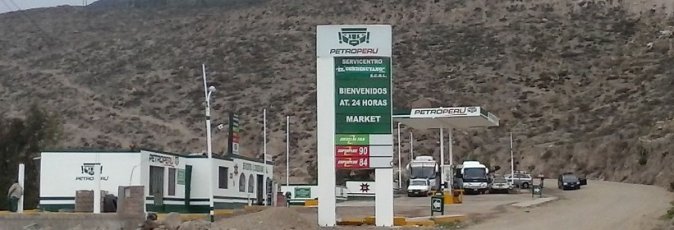 PETROPERU
SERVICENTRO
S.C.R.L.
BIENVENIDOS
AT. 24 HORAS
MARKET
90
84
PETROPERU
PETROPERU
PETROPERU